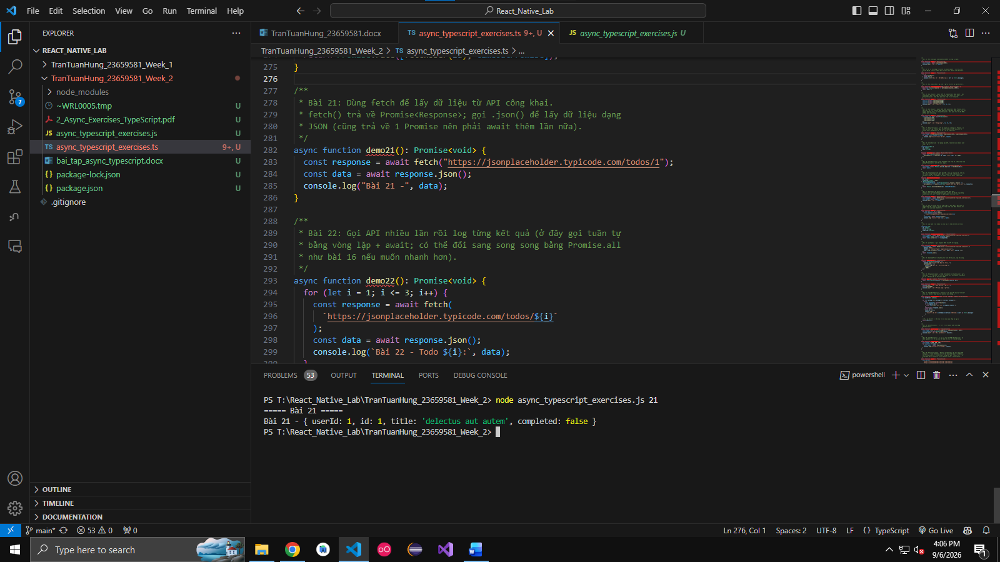 File Edit Selection View Go Run Terminal Help
React_Native_Lab
EXPLORER
REACT_NATIVE_LAB
TranTuanHung_23659581_Week_1
TranTuanHung_23659581_Week_2
node_modules
~WRL0005.tmp U
2_Async_Exercises_TypeScript.pdf U
JS async_typescript_exercises.js U
TS async_typescript_exercises.ts 9+, U
bai_tap_async_typescript.docx U
{ } package-lock.json U
{ } package.json U
.gitignore
OUTLINE
TIMELINE
DOCUMENTATION
TranTuanHung_23659581.docx
TS async_typescript_exercises.ts 9+, U
JS async_typescript_exercises.js U
TranTuanHung_23659581_Week_2 > TS async_typescript_exercises.ts > ...
275 }
276
277 /**
278 * Bài 21: Dùng fetch để lấy dữ liệu từ API công khai.
279 * fetch() trả về Promise<Response>; gọi .json() để lấy dữ liệu dạng
280 * JSON (cũng trả về 1 Promise nên phải await thêm lần nữa).
281 */
282 async function demo21(): Promise<void> {
283 const response = await fetch("https://jsonplaceholder.typicode.com/todos/1");
284 const data = await response.json();
285 console.log("Bài 21 -", data);
286 }
287
288 /**
289 * Bài 22: Gọi API nhiều lần rồi log từng kết quả (ở đây gọi tuần tự
290 * bằng vòng lặp + await; có thể đổi sang song song bằng Promise.all
291 * như bài 16 nếu muốn nhanh hơn).
292 */
293 async function demo22(): Promise<void> {
294 for (let i = 1; i <= 3; i++) {
295 const response = await fetch(
296 `https://jsonplaceholder.typicode.com/todos/${i}`
297 );
298 const data = await response.json();
299 console.log(`Bài 22 - Todo ${i}:`, data);
PROBLEMS 53 OUTPUT TERMINAL PORTS DEBUG CONSOLE
powershell
PS T:\React_Native_Lab\TranTuanHung_23659581_Week_2> node async_typescript_exercises.js 21
===== Bài 21 =====
Bài 21 - { userId: 1, id: 1, title: 'delectus aut autem', completed: false }
PS T:\React_Native_Lab\TranTuanHung_23659581_Week_2>
7
main* 53 0 0
Ln 276, Col 1 Spaces: 2 UTF-8 LF { } TypeScript Go Live
Type here to search
4:06 PM
9/6/2026
1